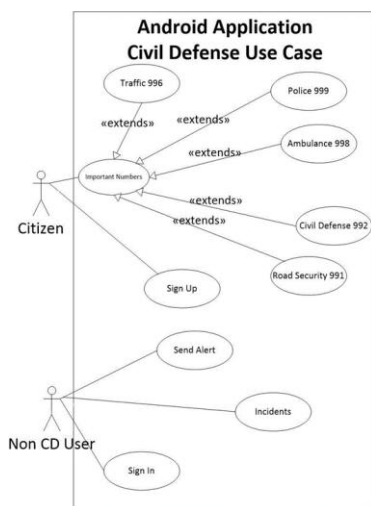 Android Application
Civil Defense Use Case
Traffic 996
Police 999
«extends»
«extends»
Ambulance 998
«extends»
Important Numbers
«extends»
«extends»
Citizen
Civil Defense 992
Road Security 991
Sign Up
Send Alert
Incidents
Non CD User
Sign In